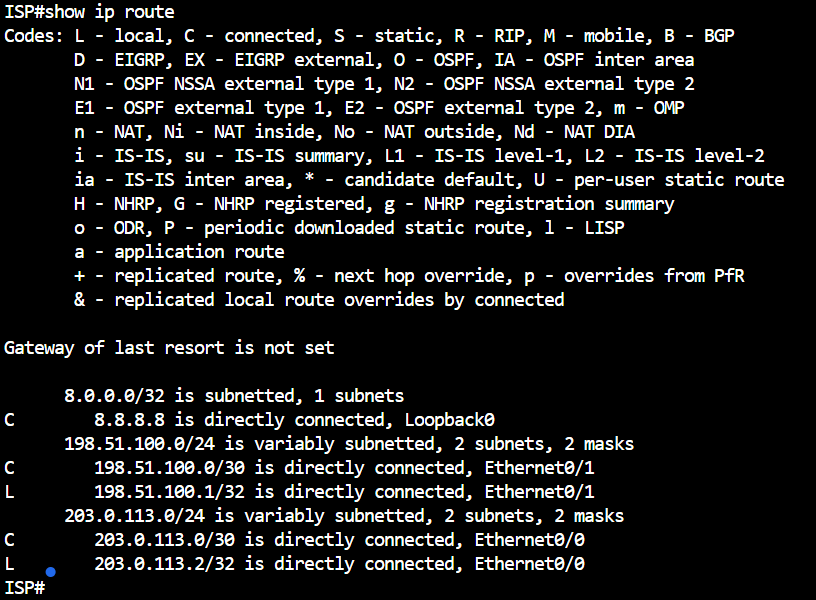 ISP#show ip route
Codes: L - local, C - connected, S - static, R - RIP, M - mobile, B - BGP
       D - EIGRP, EX - EIGRP external, O - OSPF, IA - OSPF inter area
       N1 - OSPF NSSA external type 1, N2 - OSPF NSSA external type 2
       E1 - OSPF external type 1, E2 - OSPF external type 2, m - OMP
       n - NAT, Ni - NAT inside, No - NAT outside, Nd - NAT DIA
       i - IS-IS, su - IS-IS summary, L1 - IS-IS level-1, L2 - IS-IS level-2
       ia - IS-IS inter area, * - candidate default, U - per-user static route
       H - NHRP, G - NHRP registered, g - NHRP registration summary
       o - ODR, P - periodic downloaded static route, l - LISP
       a - application route
       + - replicated route, % - next hop override, p - overrides from PfR
       & - replicated local route overrides by connected

Gateway of last resort is not set

      8.0.0.0/32 is subnetted, 1 subnets
C        8.8.8.8 is directly connected, Loopback0
      198.51.100.0/24 is variably subnetted, 2 subnets, 2 masks
C        198.51.100.0/30 is directly connected, Ethernet0/1
L        198.51.100.1/32 is directly connected, Ethernet0/1
      203.0.113.0/24 is variably subnetted, 2 subnets, 2 masks
C        203.0.113.0/30 is directly connected, Ethernet0/0
L        203.0.113.2/32 is directly connected, Ethernet0/0
ISP#